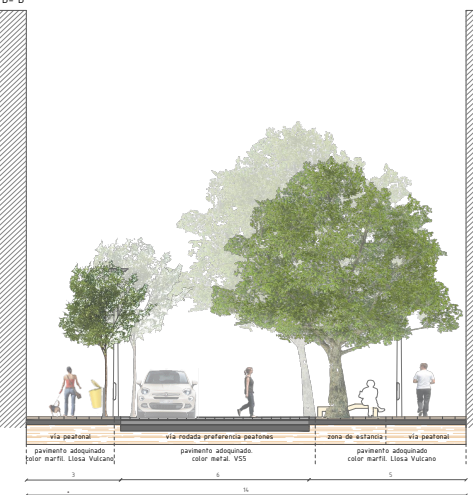 B- B'
vía peatonal
vía rodada preferencia peatones
zona de estancia
vía peatonal
pavimento adoquinado
color marfil. Llosa Vulcano
pavimento adoquinado.
color metal. VS5
pavimento adoquinado
color marfil. Llosa Vulcano
3
6
5
14